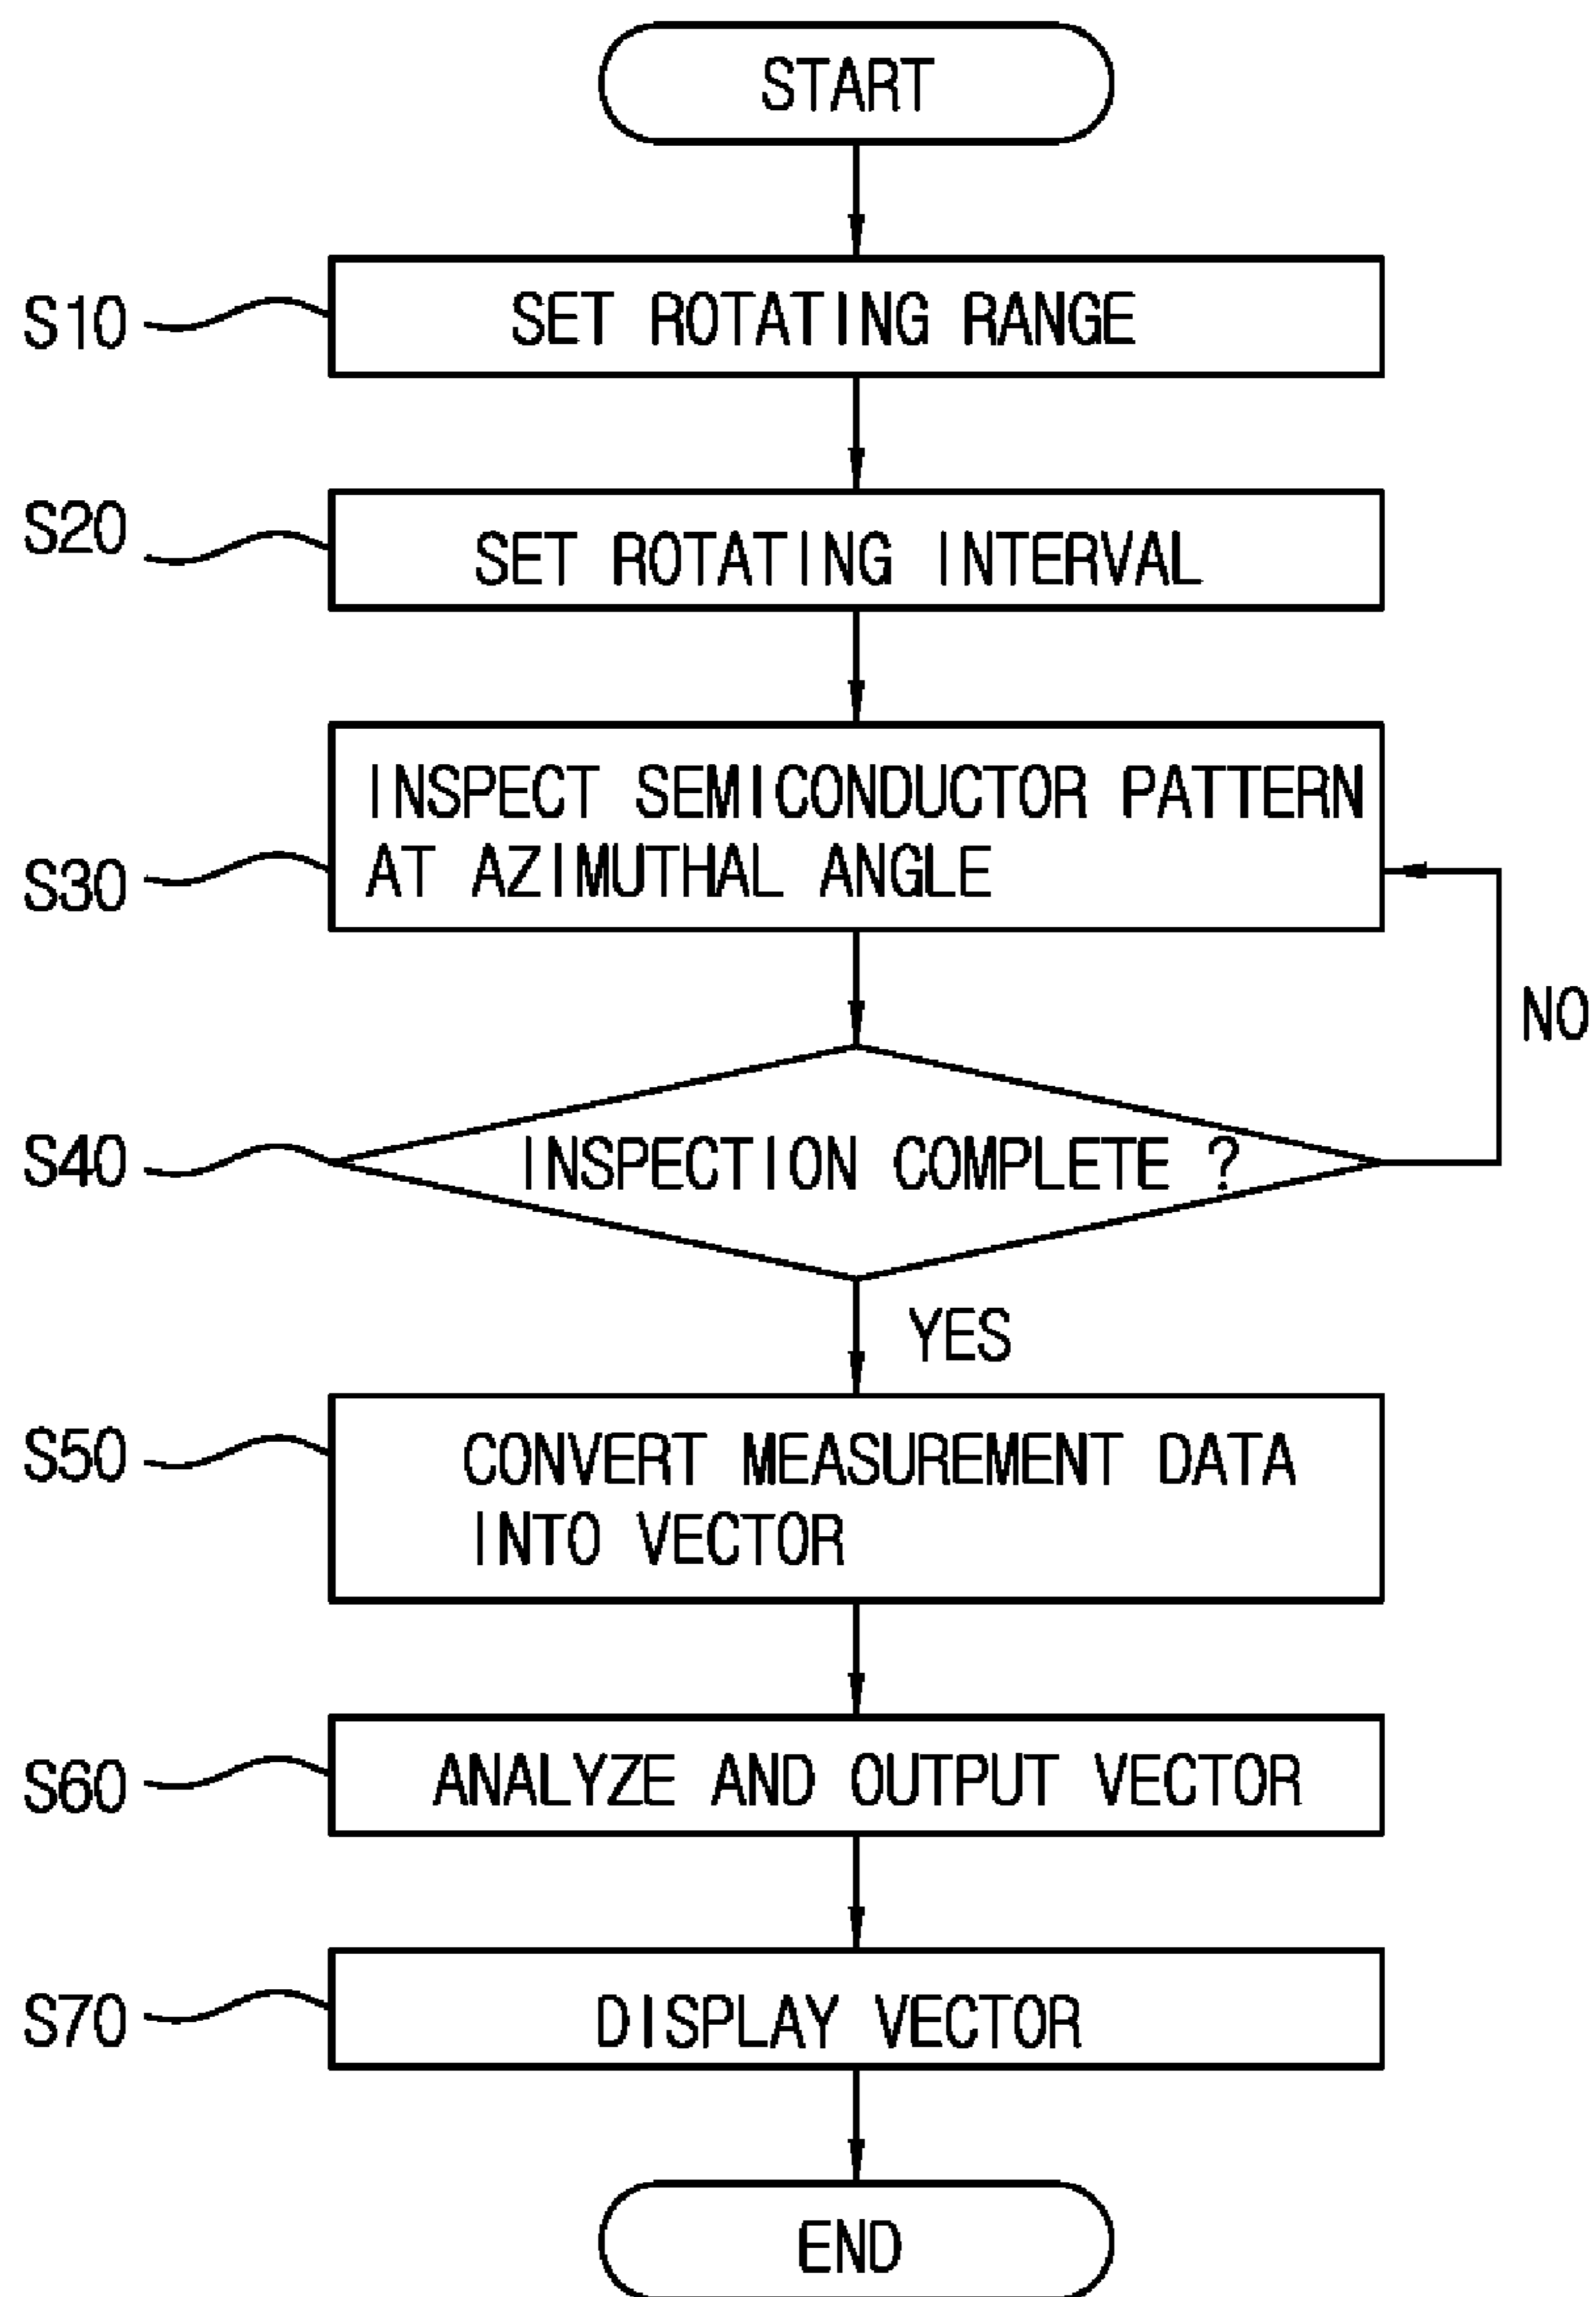 START
S10
SET ROTATING RANGE
S20
SET ROTATING INTERVAL
S30
INSPECT SEMICONDUCTOR PATTERN
AT AZIMUTHAL ANGLE
NO
S40
INSPECTION COMPLETE ?
YES
S50
CONVERT MEASUREMENT DATA
INTO VECTOR
S60
ANALYZE AND OUTPUT VECTOR
S70
DISPLAY VECTOR
END